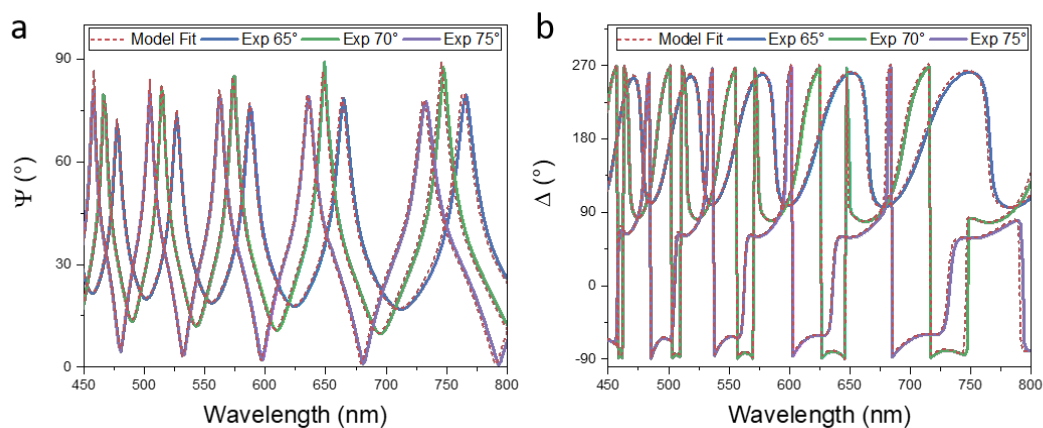 a
Model Fit Exp 65° Exp 70° Exp 75°
90
60
30
0
Ψ (°)
450 500 550 600 650 700 750 800
Wavelength (nm)
b
Model Fit Exp 65° Exp 70° Exp 75°
270
180
90
0
-90
Δ (°)
450 500 550 600 650 700 750 800
Wavelength (nm)